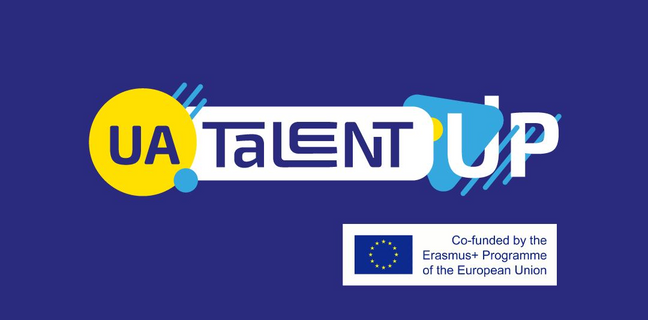 UA TaLENT UP
Co-funded by the
Erasmus+ Programme
of the European Union